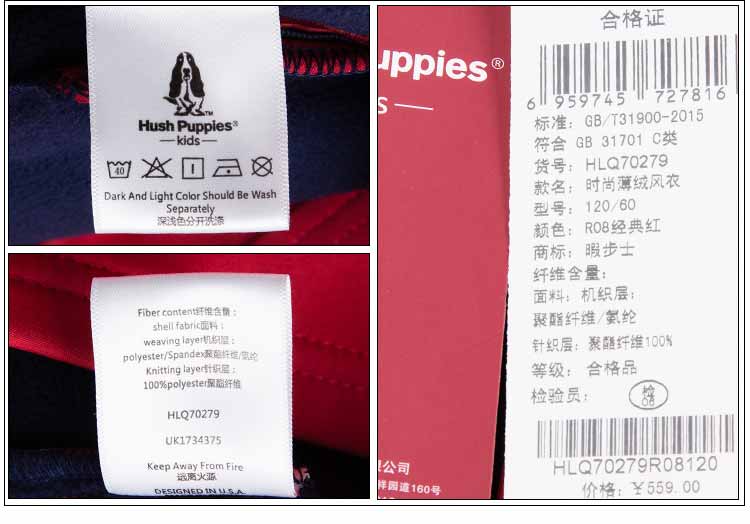 Hush Puppies®
kids
40
Dark And Light Color Should Be Wash
Separately
深浅色分开洗涤
Fiber content纤维含量:
shell fabric面料:
weaving layer机织层:
polyester/Spandex聚酯纤维/氨纶
Knitting layer针织层:
100%polyester聚酯纤维
HLQ70279
UK1734375
Keep Away From Fire
远离火源
DESIGNED IN U.S.A.
uppies®
S
限公司
祥园道160号
合格证
6 959745 727816
标准: GB/T31900-2015
符合 GB 31701 C类
货号: HLQ70279
款名: 时尚薄绒风衣
型号: 120/60
颜色: R08经典红
商标: 暇步士
纤维含量:
面料: 机织层:
聚酯纤维/氨纶
针织层: 聚酯纤维100%
等级: 合格品
检验员: 检 06
HLQ70279R08120
价格: ¥559.00